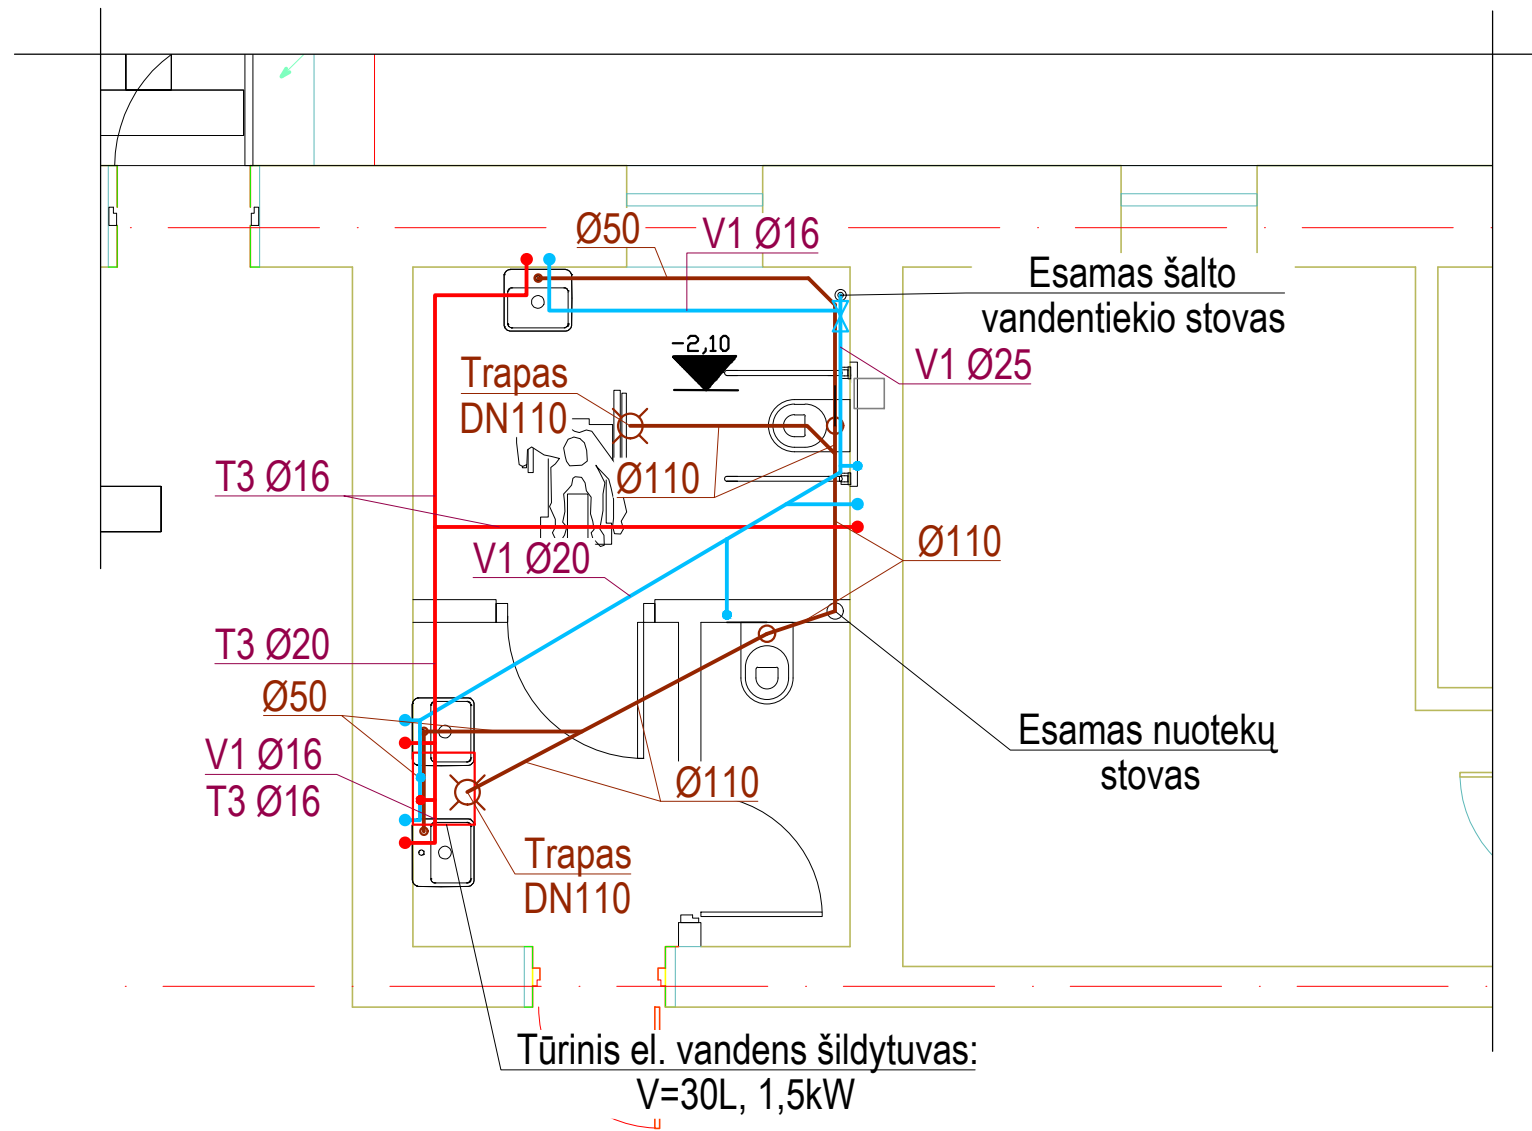 Ø50
V1 Ø16
Esamas šalto
vandentiekio stovas
-2,10
V1 Ø25
Trapas
DN110
T3 Ø16
Ø110
V1 Ø20
Ø110
T3 Ø20
Ø50
Esamas nuotekų
stovas
V1 Ø16
T3 Ø16
Ø110
Trapas
DN110
Tūrinis el. vandens šildytuvas:
V=30L, 1,5kW